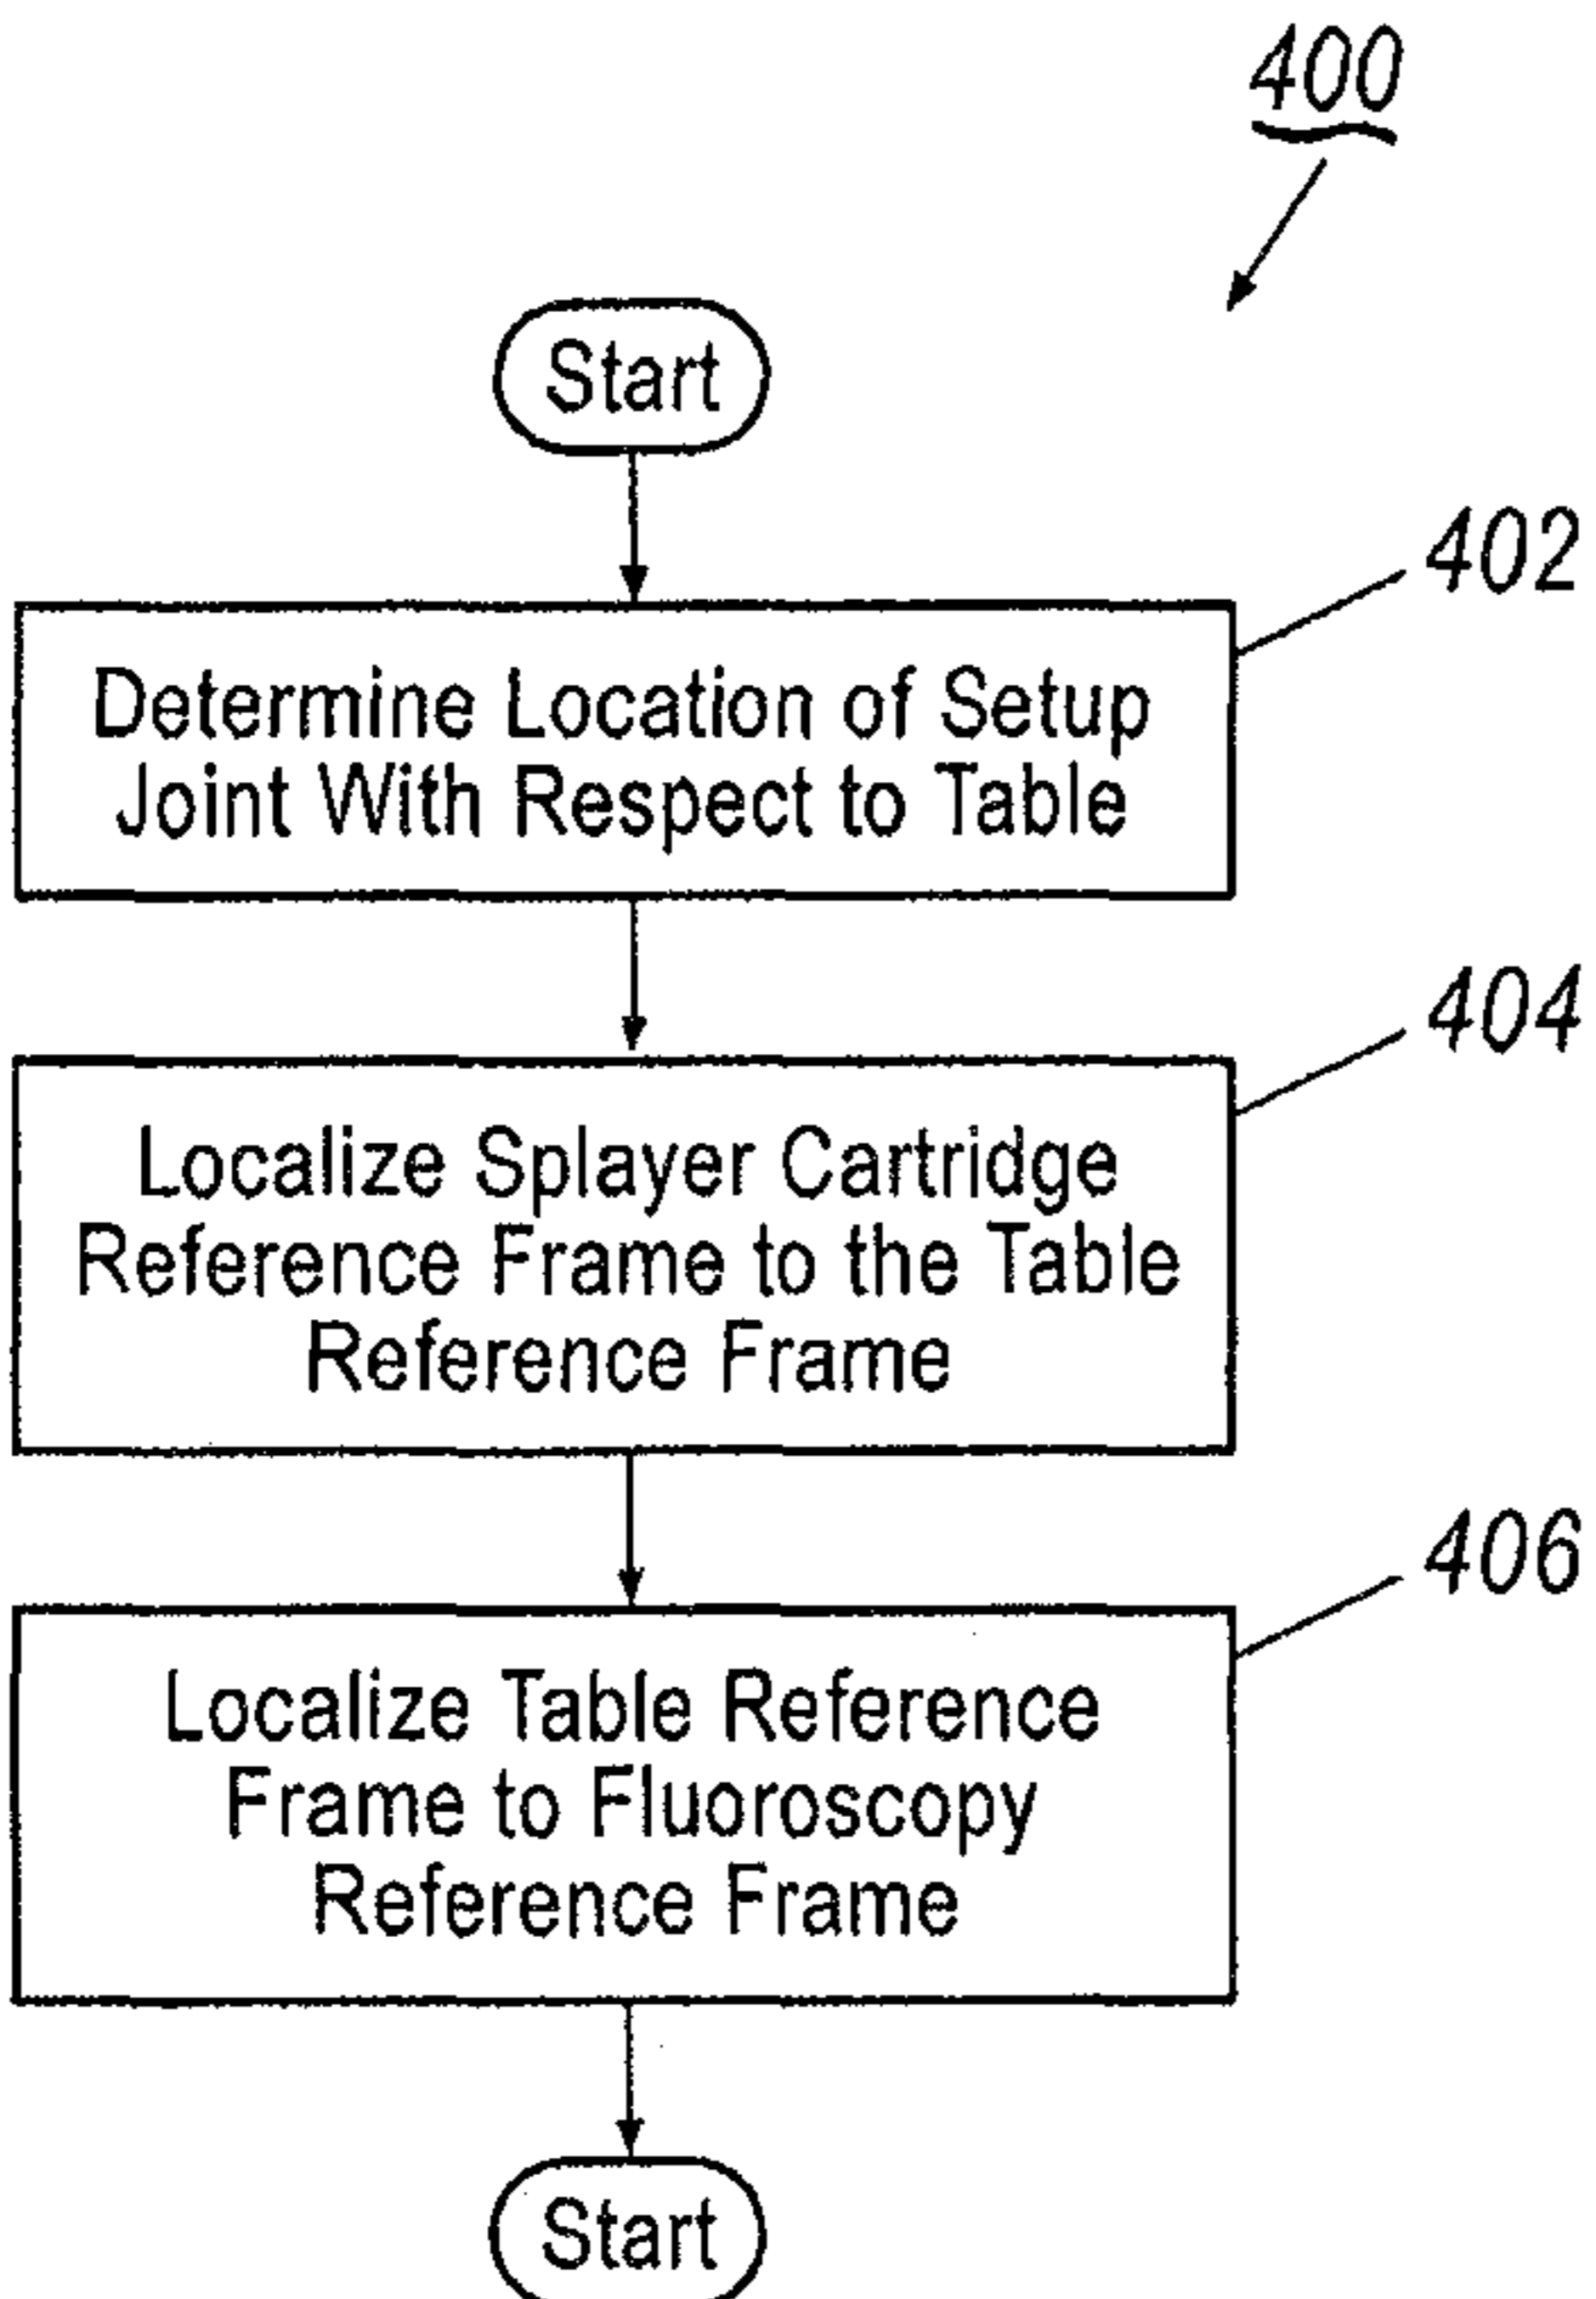 400
Start
402
Determine Location of Setup
Joint With Respect to Table
404
Localize Splayer Cartridge
Reference Frame to the Table
Reference Frame
406
Localize Table Reference
Frame to Fluoroscopy
Reference Frame
Start